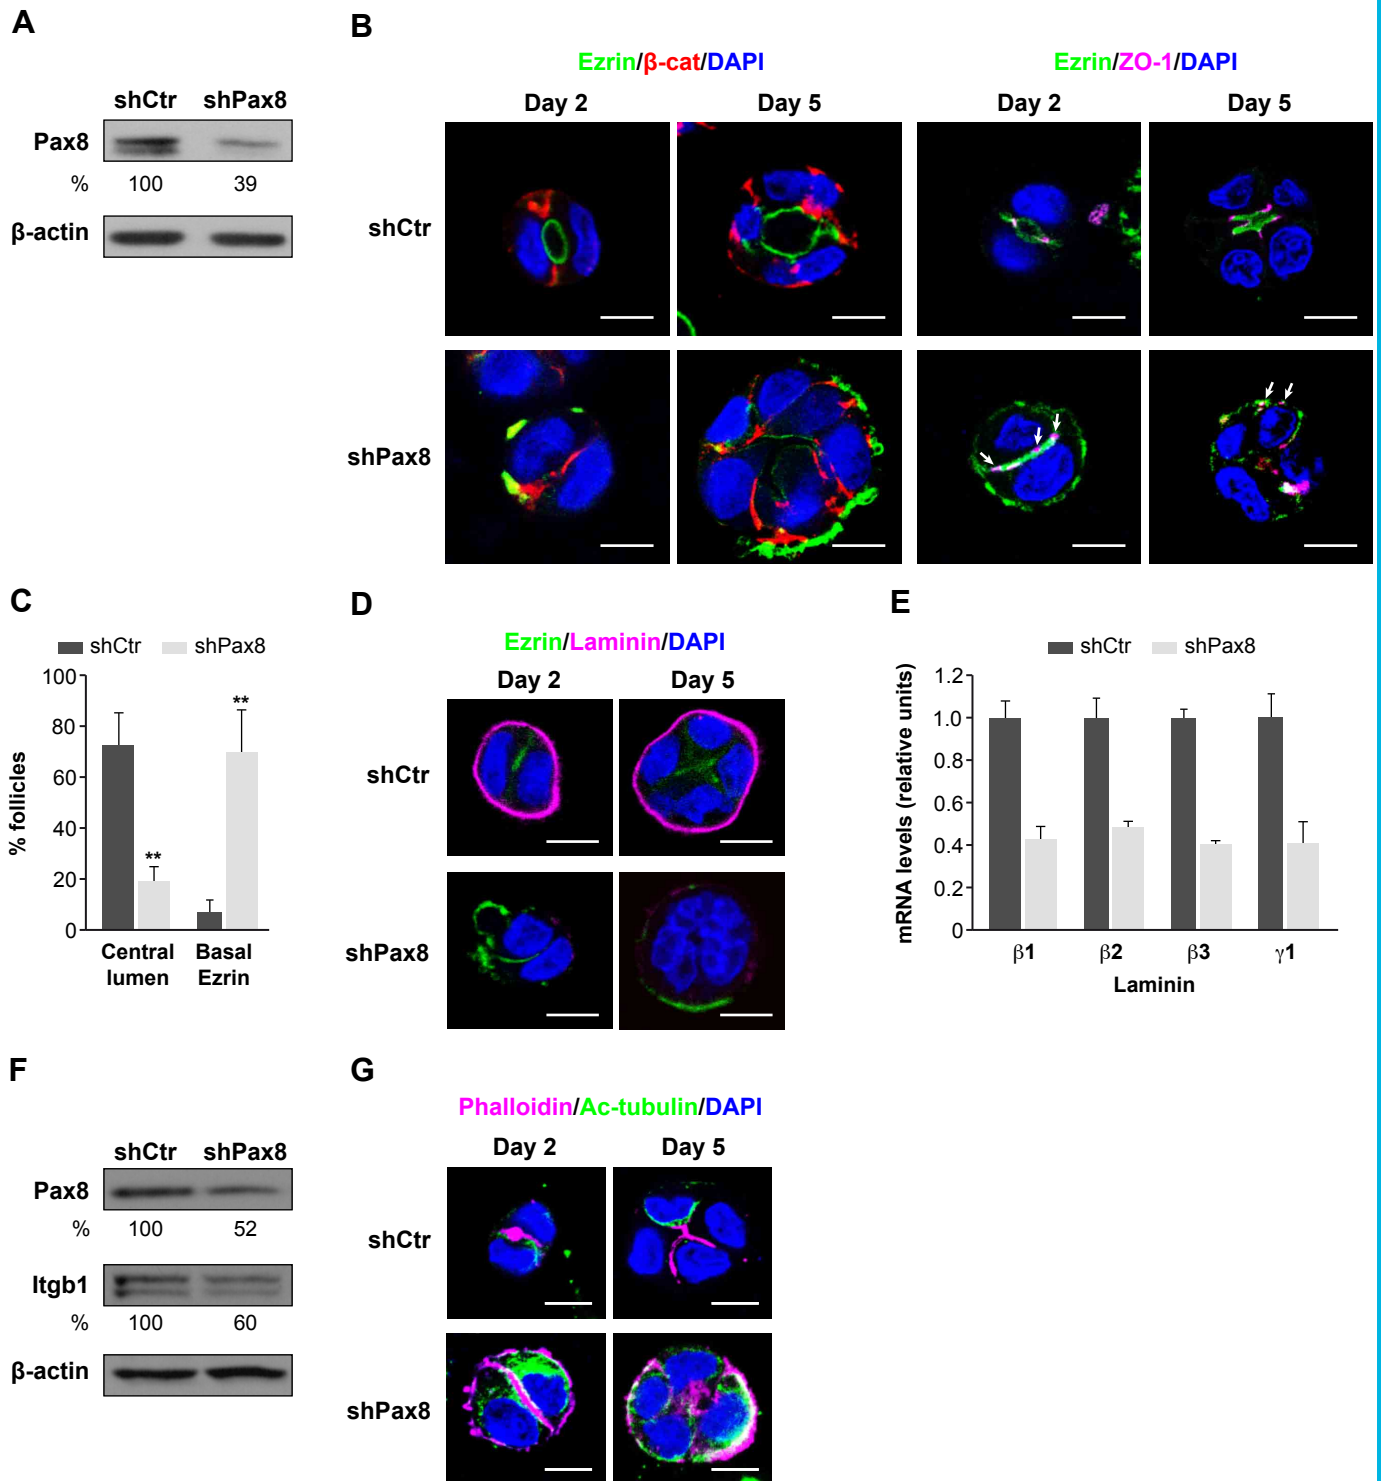 A
shCtr shPax8
Pax8
% 100 39
β-actin
B
Ezrin/β-cat/DAPI Ezrin/ZO-1/DAPI
Day 2 Day 5 Day 2 Day 5
shCtr
shPax8
C
shCtr shPax8
% follicles
100
80
60
40
20
0
**
**
Central lumen
Basal Ezrin
D
Ezrin/Laminin/DAPI
Day 2 Day 5
shCtr
shPax8
E
shCtr shPax8
mRNA levels (relative units)
1.2
1.0
0.8
0.6
0.4
0.2
0
β1 β2 β3 γ1
Laminin
F
shCtr shPax8
Pax8
% 100 52
Itgb1
% 100 60
β-actin
G
Phalloidin/Ac-tubulin/DAPI
Day 2 Day 5
shCtr
shPax8